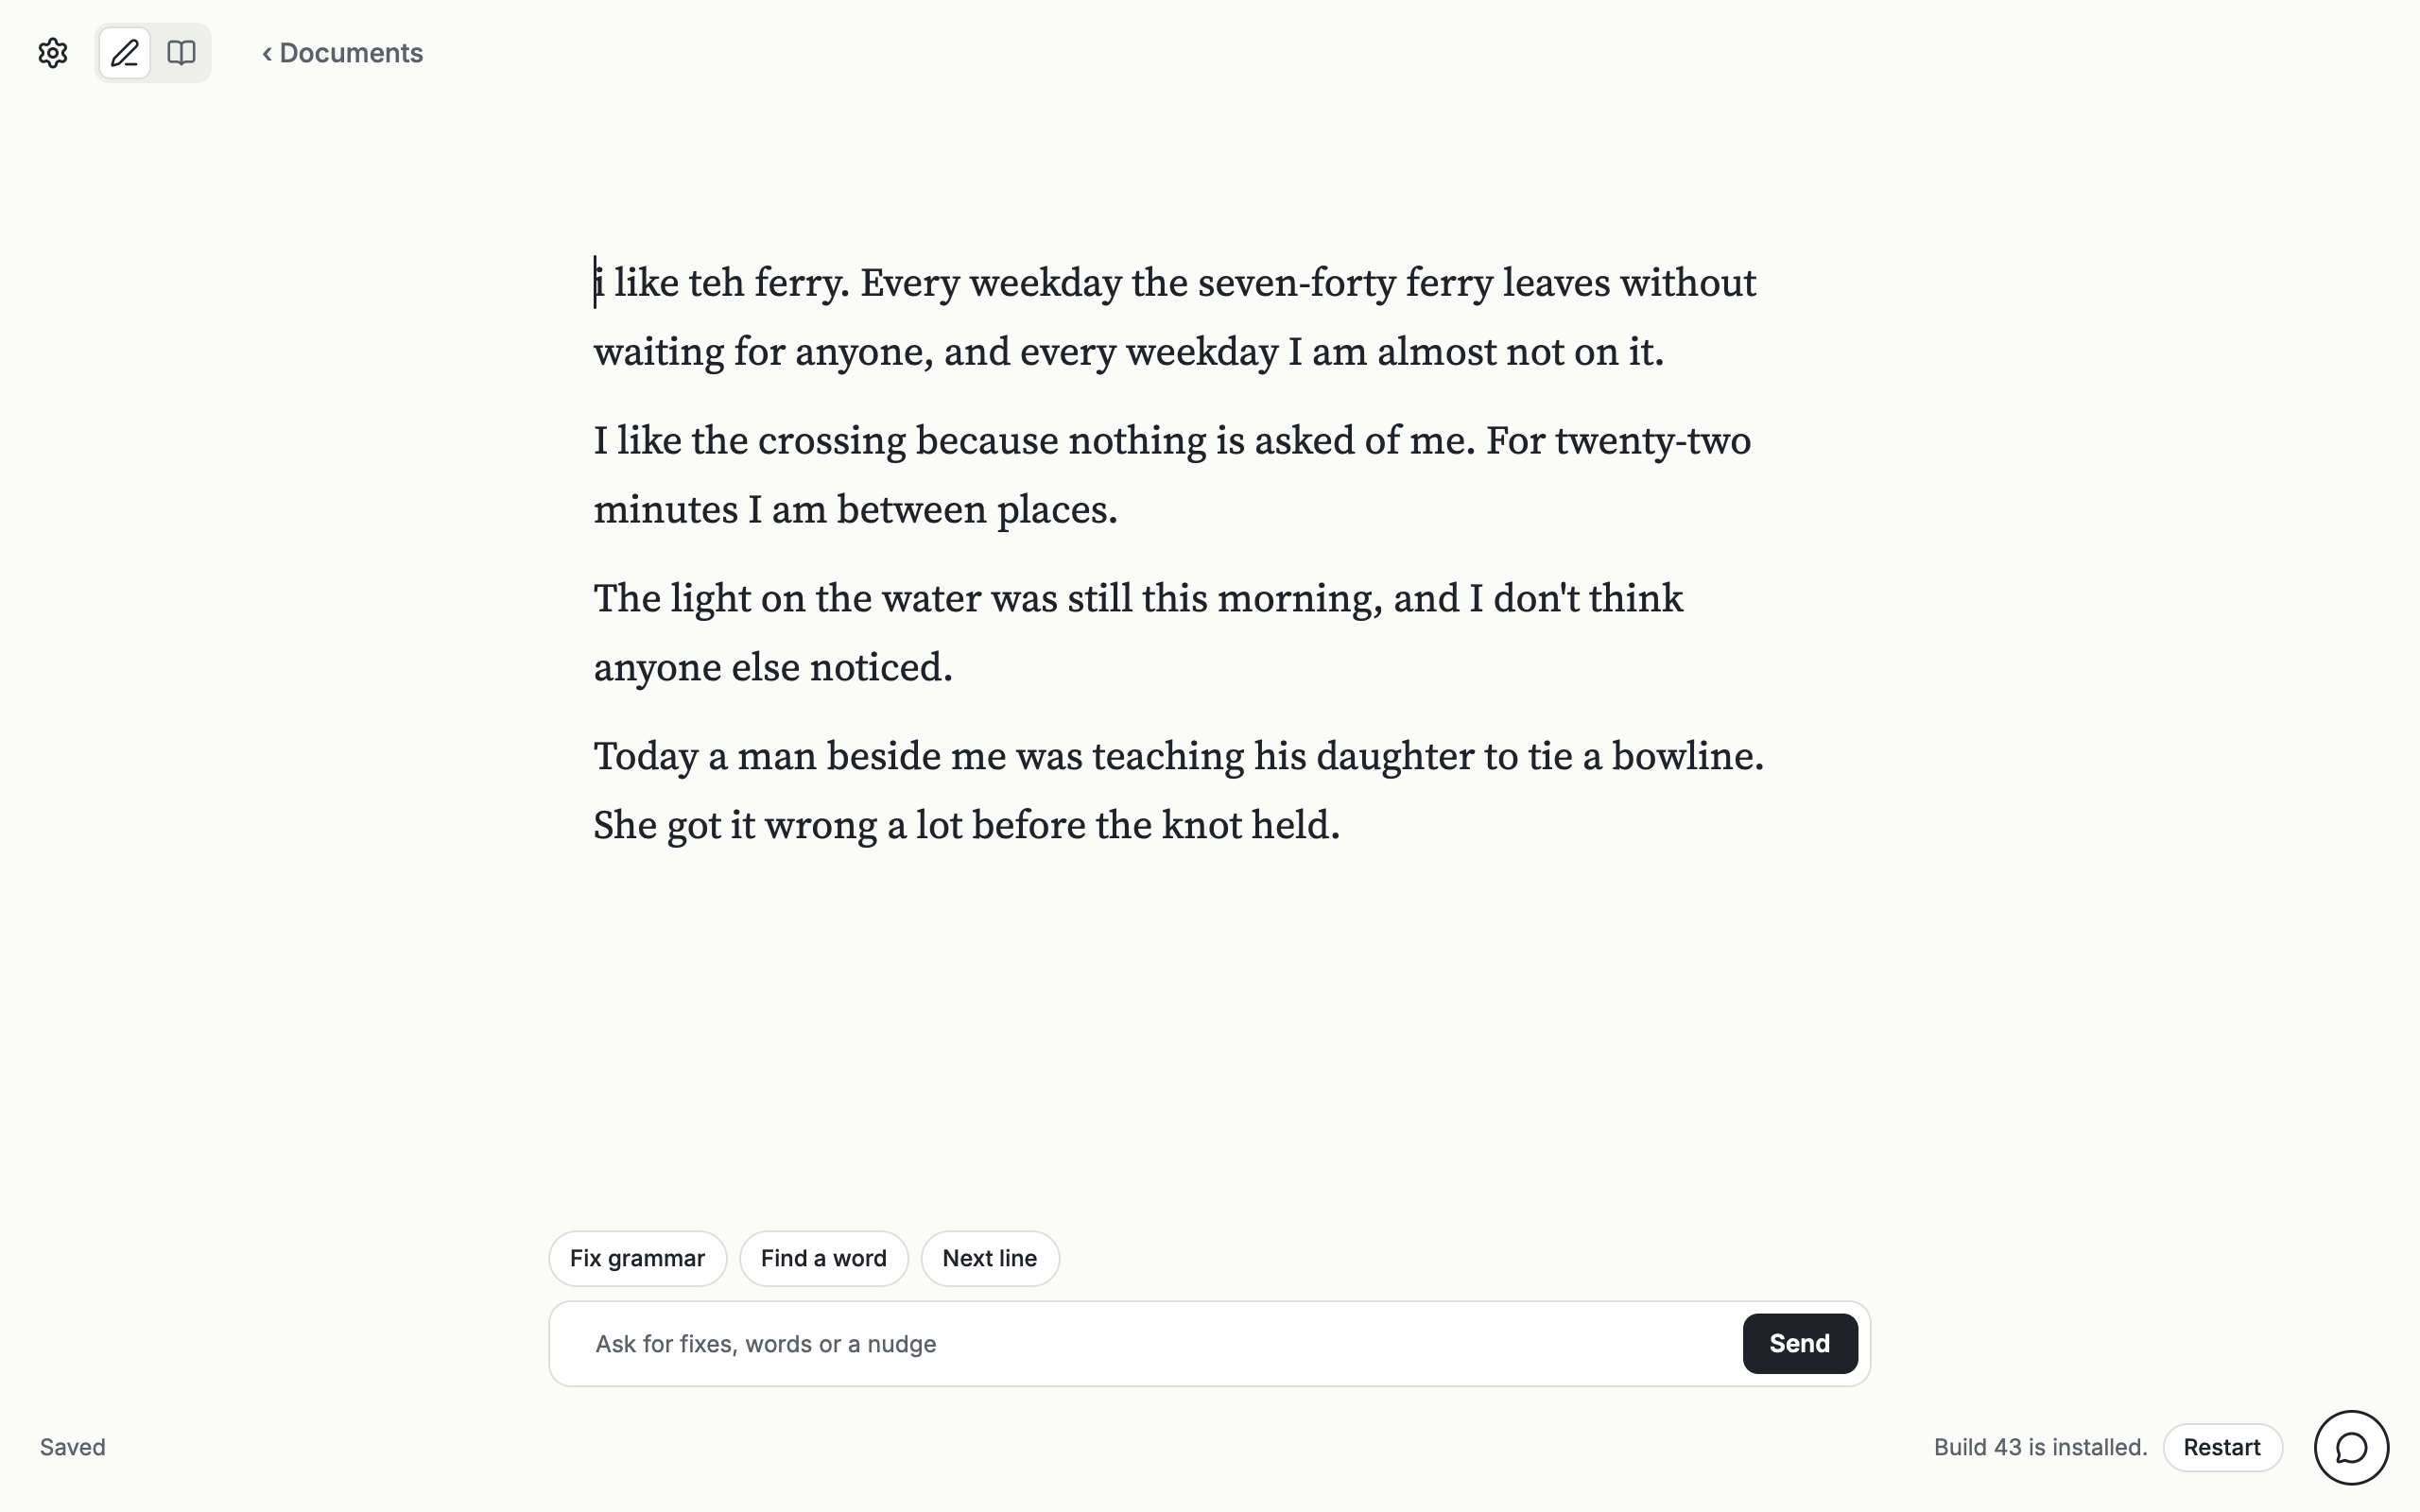 ‹ Documents
i like teh ferry. Every weekday the seven-forty ferry leaves without
waiting for anyone, and every weekday I am almost not on it.
I like the crossing because nothing is asked of me. For twenty-two
minutes I am between places.
The light on the water was still this morning, and I don't think
anyone else noticed.
Today a man beside me was teaching his daughter to tie a bowline.
She got it wrong a lot before the knot held.
Fix grammar Find a word Next line
Ask for fixes, words or a nudge Send
Saved Build 43 is installed. Restart